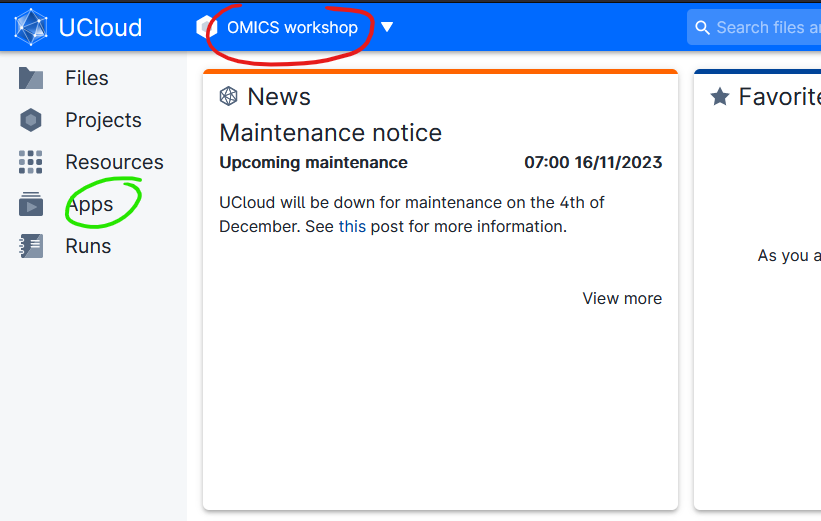 UCloud
OMICS workshop
Search files
Files
Projects
Resources
Apps
Runs
News
Maintenance notice
Upcoming maintenance 07:00 16/11/2023
UCloud will be down for maintenance on the 4th of
December. See this post for more information.
View more
As you